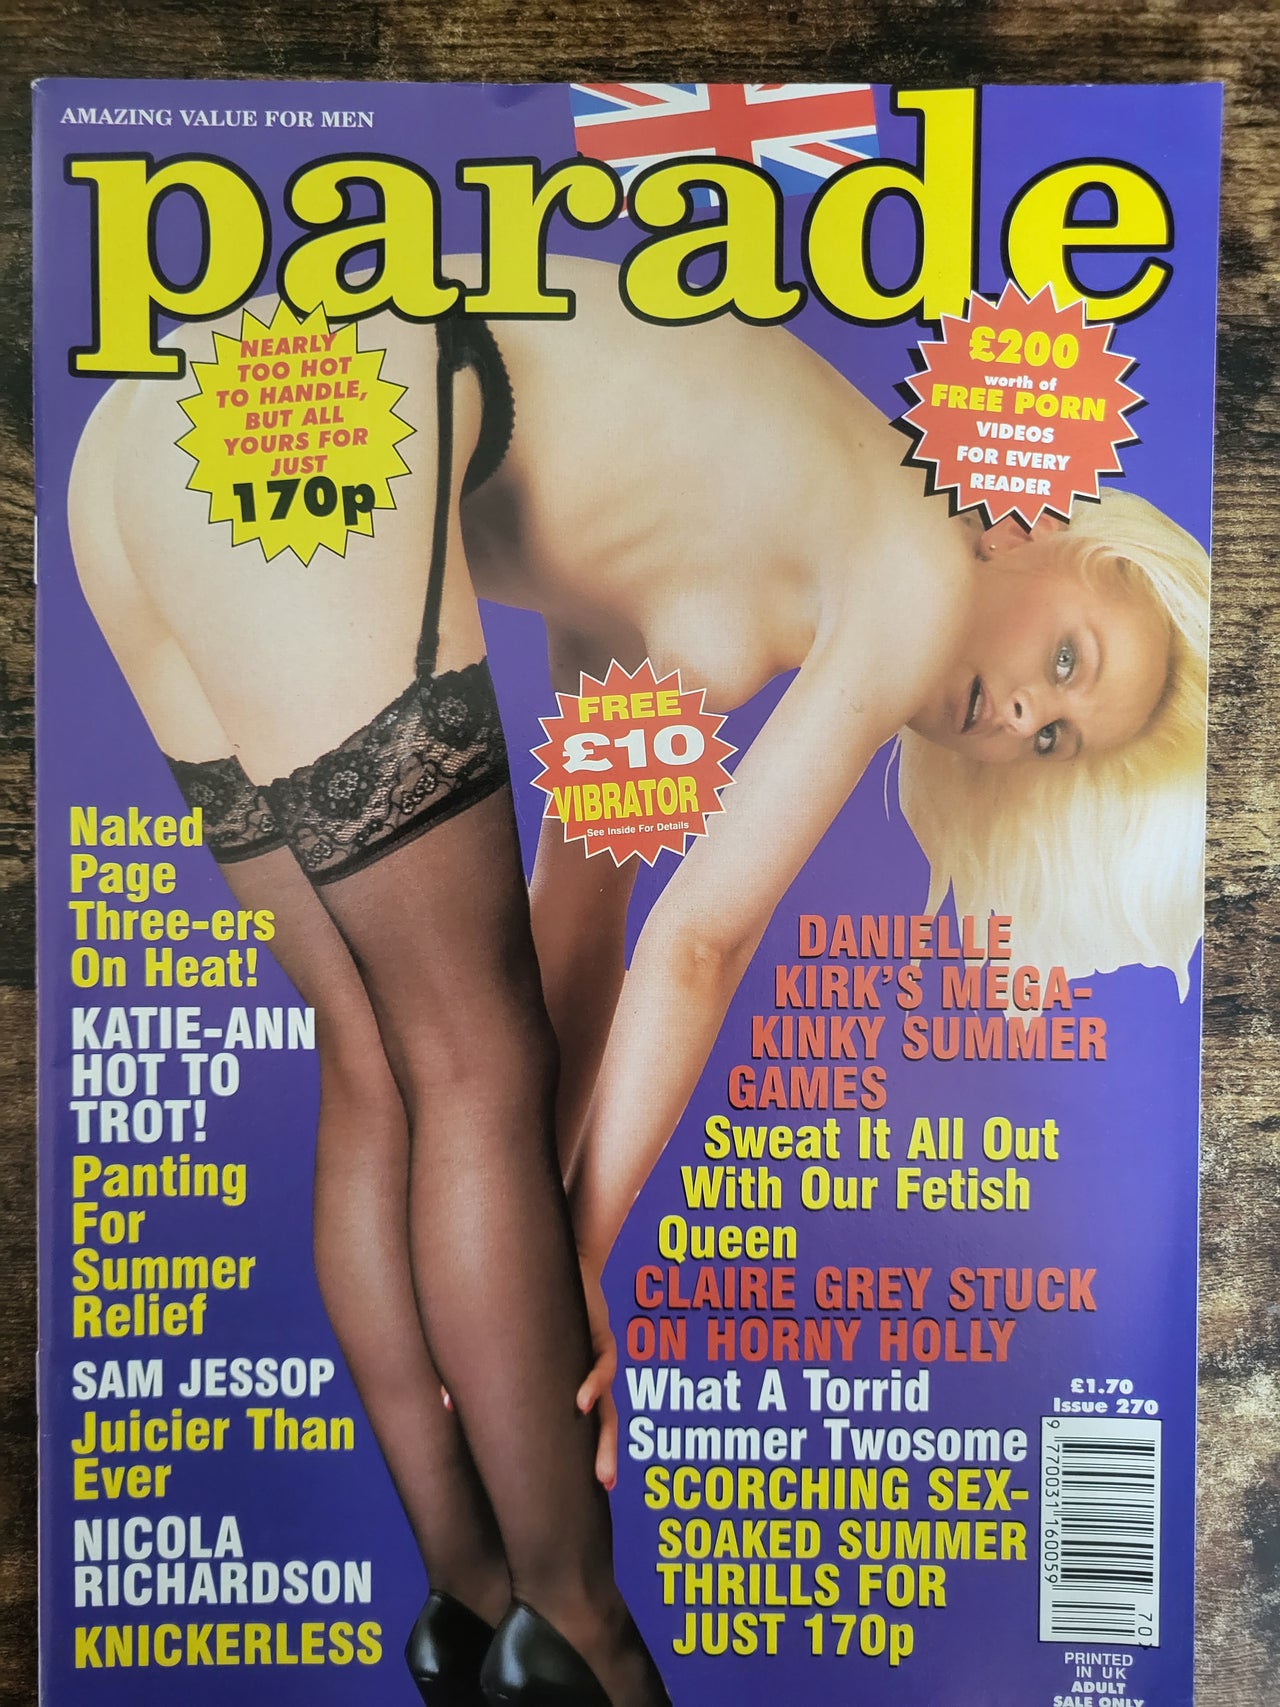 AMAZING VALUE FOR MEN
parade
NEARLY
TOO HOT
TO HANDLE,
BUT ALL
YOURS FOR
JUST
170p
£200
worth of
FREE PORN
VIDEOS
FOR EVERY
READER
FREE
£10
VIBRATOR
See Inside For Details
Naked
Page
Three-ers
On Heat!
KATIE-ANN
HOT TO
TROT!
Panting
For
Summer
Relief
SAM JESSOP
Juicier Than
Ever
NICOLA
RICHARDSON
KNICKERLESS
DANIELLE
KIRK'S MEGA-
KINKY SUMMER
GAMES
Sweat It All Out
With Our Fetish
Queen
CLAIRE GREY STUCK
ON HORNY HOLLY
What A Torrid
Summer Twosome
SCORCHING SEX-
SOAKED SUMMER
THRILLS FOR
JUST 170p
£1.70
Issue 270
9 770031 160059
70
PRINTED
IN UK
ADULT
SALE ONLY